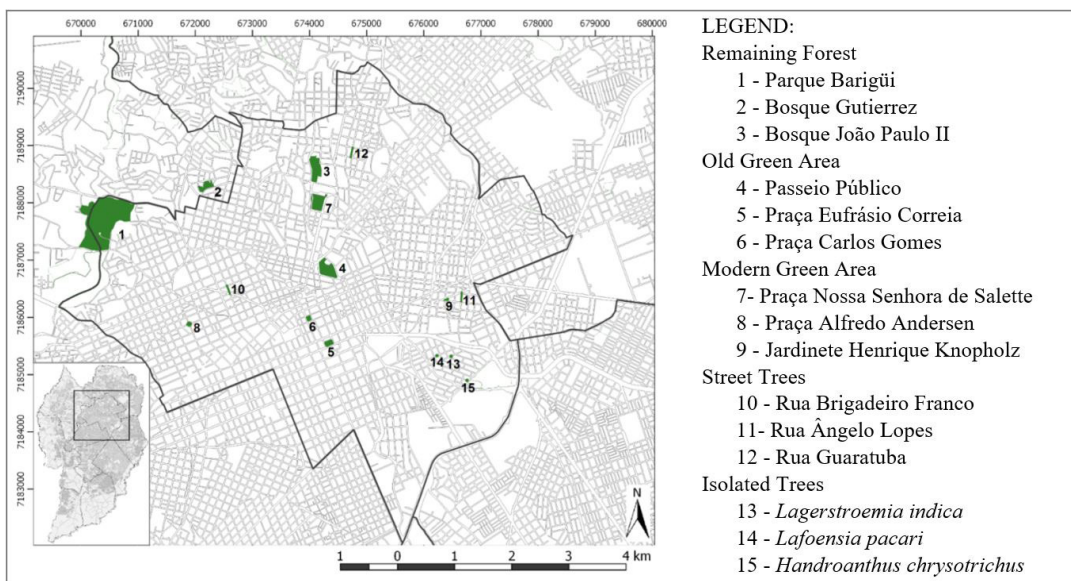 670000 671000 672000 673000 674000 675000 676000 677000 678000 679000 680000
7190000
7189000
7188000
7187000
7186000
7185000
7184000
7183000
12
3
2
7
1
4
10
11
9
8
6
5
14 13
15
N
1 0 1 2 3 4 km
LEGEND:
Remaining Forest
1 - Parque Barigüi
2 - Bosque Gutierrez
3 - Bosque João Paulo II
Old Green Area
4 - Passeio Público
5 - Praça Eufrásio Correia
6 - Praça Carlos Gomes
Modern Green Area
7- Praça Nossa Senhora de Salette
8 - Praça Alfredo Andersen
9 - Jardinete Henrique Knopholz
Street Trees
10 - Rua Brigadeiro Franco
11- Rua Ângelo Lopes
12 - Rua Guaratuba
Isolated Trees
13 - Lagerstroemia indica
14 - Lafoensia pacari
15 - Handroanthus chrysotrichus